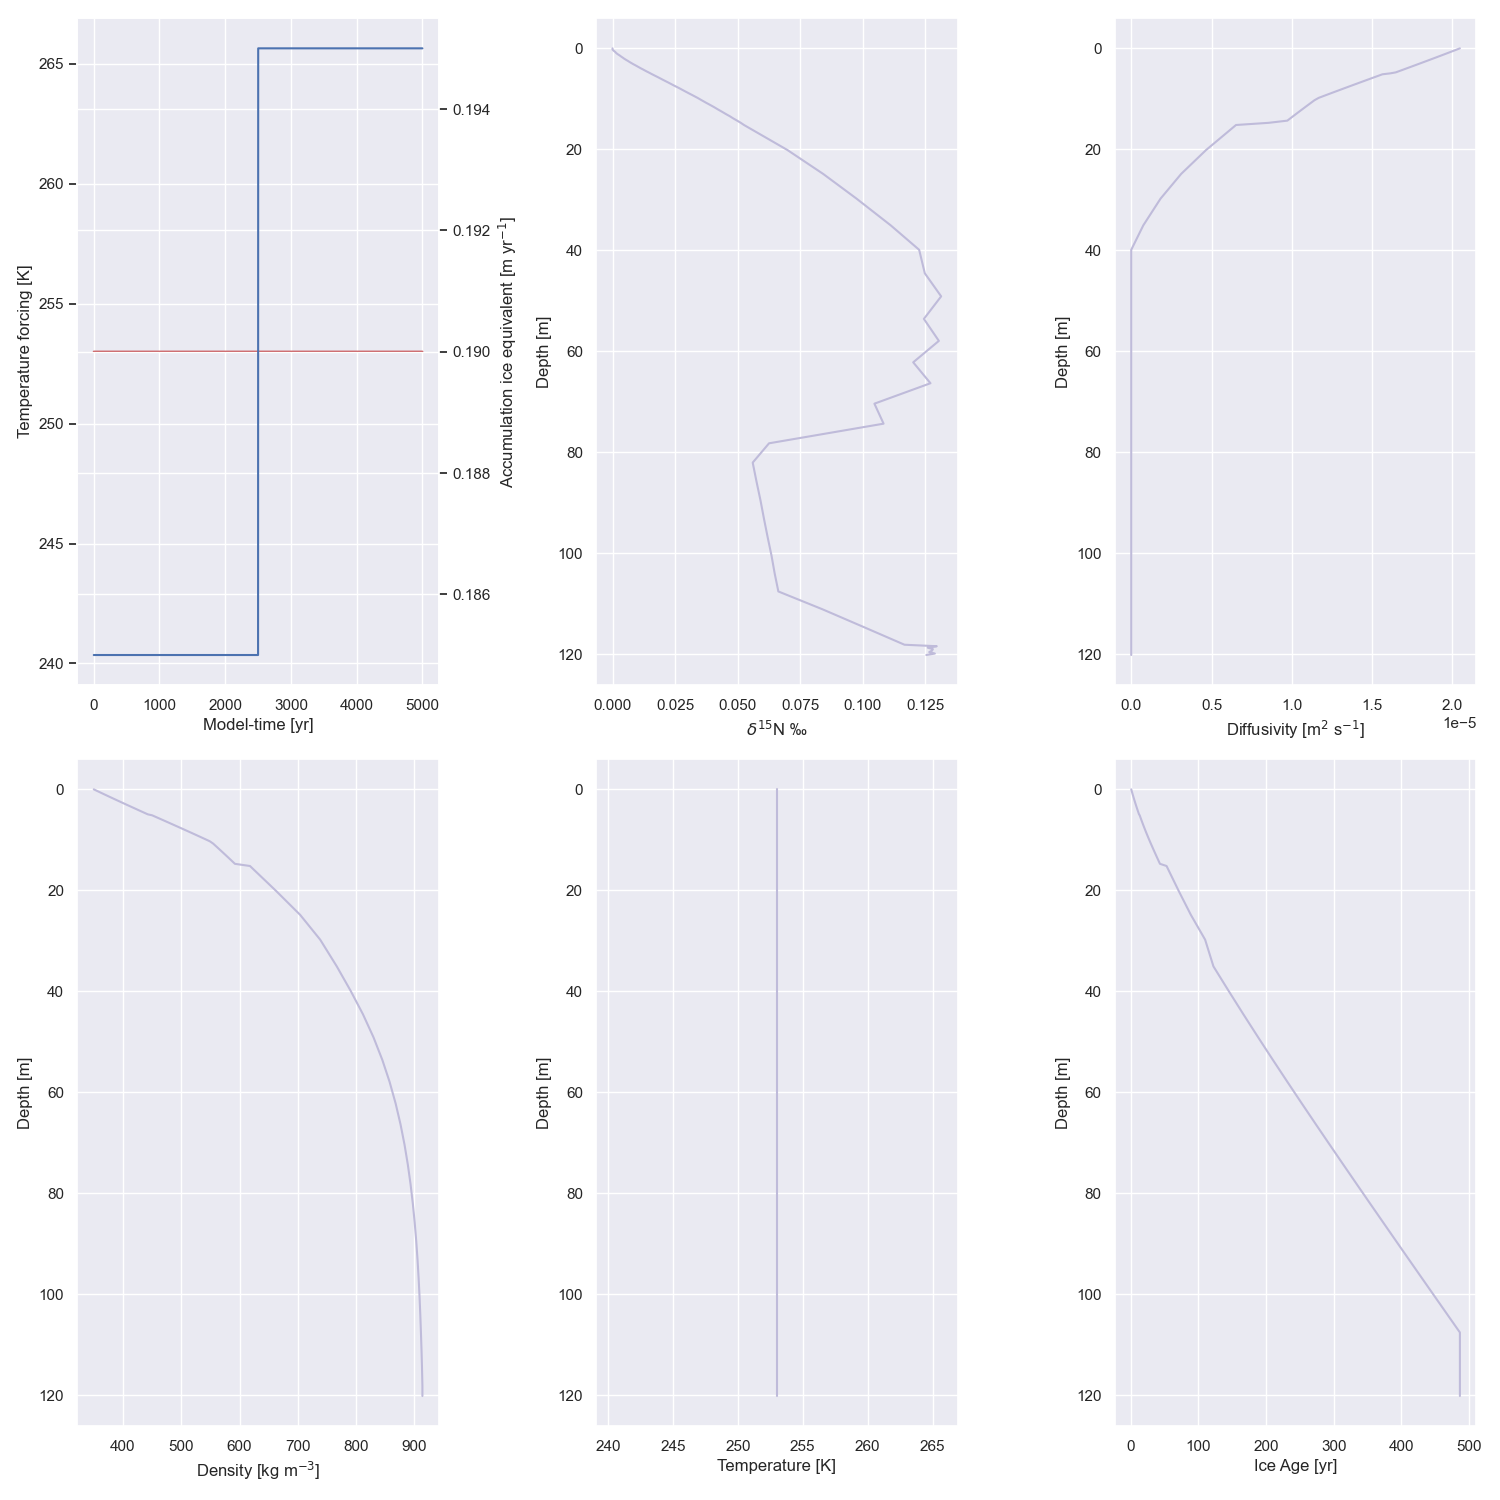 265
260
255
250
245
240
Temperature forcing [K]
0.194
0.192
0.190
0.188
0.186
Accumulation ice equivalent [m yr⁻¹]
0 1000 2000 3000 4000 5000
Model-time [yr]
0
20
40
60
80
100
120
Depth [m]
0.000 0.025 0.050 0.075 0.100 0.125
δ¹⁵N ‰
0
20
40
60
80
100
120
Depth [m]
0.0 0.5 1.0 1.5 2.0
1e−5
Diffusivity [m² s⁻¹]
0
20
40
60
80
100
120
Depth [m]
400 500 600 700 800 900
Density [kg m⁻³]
0
20
40
60
80
100
120
Depth [m]
240 245 250 255 260 265
Temperature [K]
0
20
40
60
80
100
120
Depth [m]
0 100 200 300 400 500
Ice Age [yr]